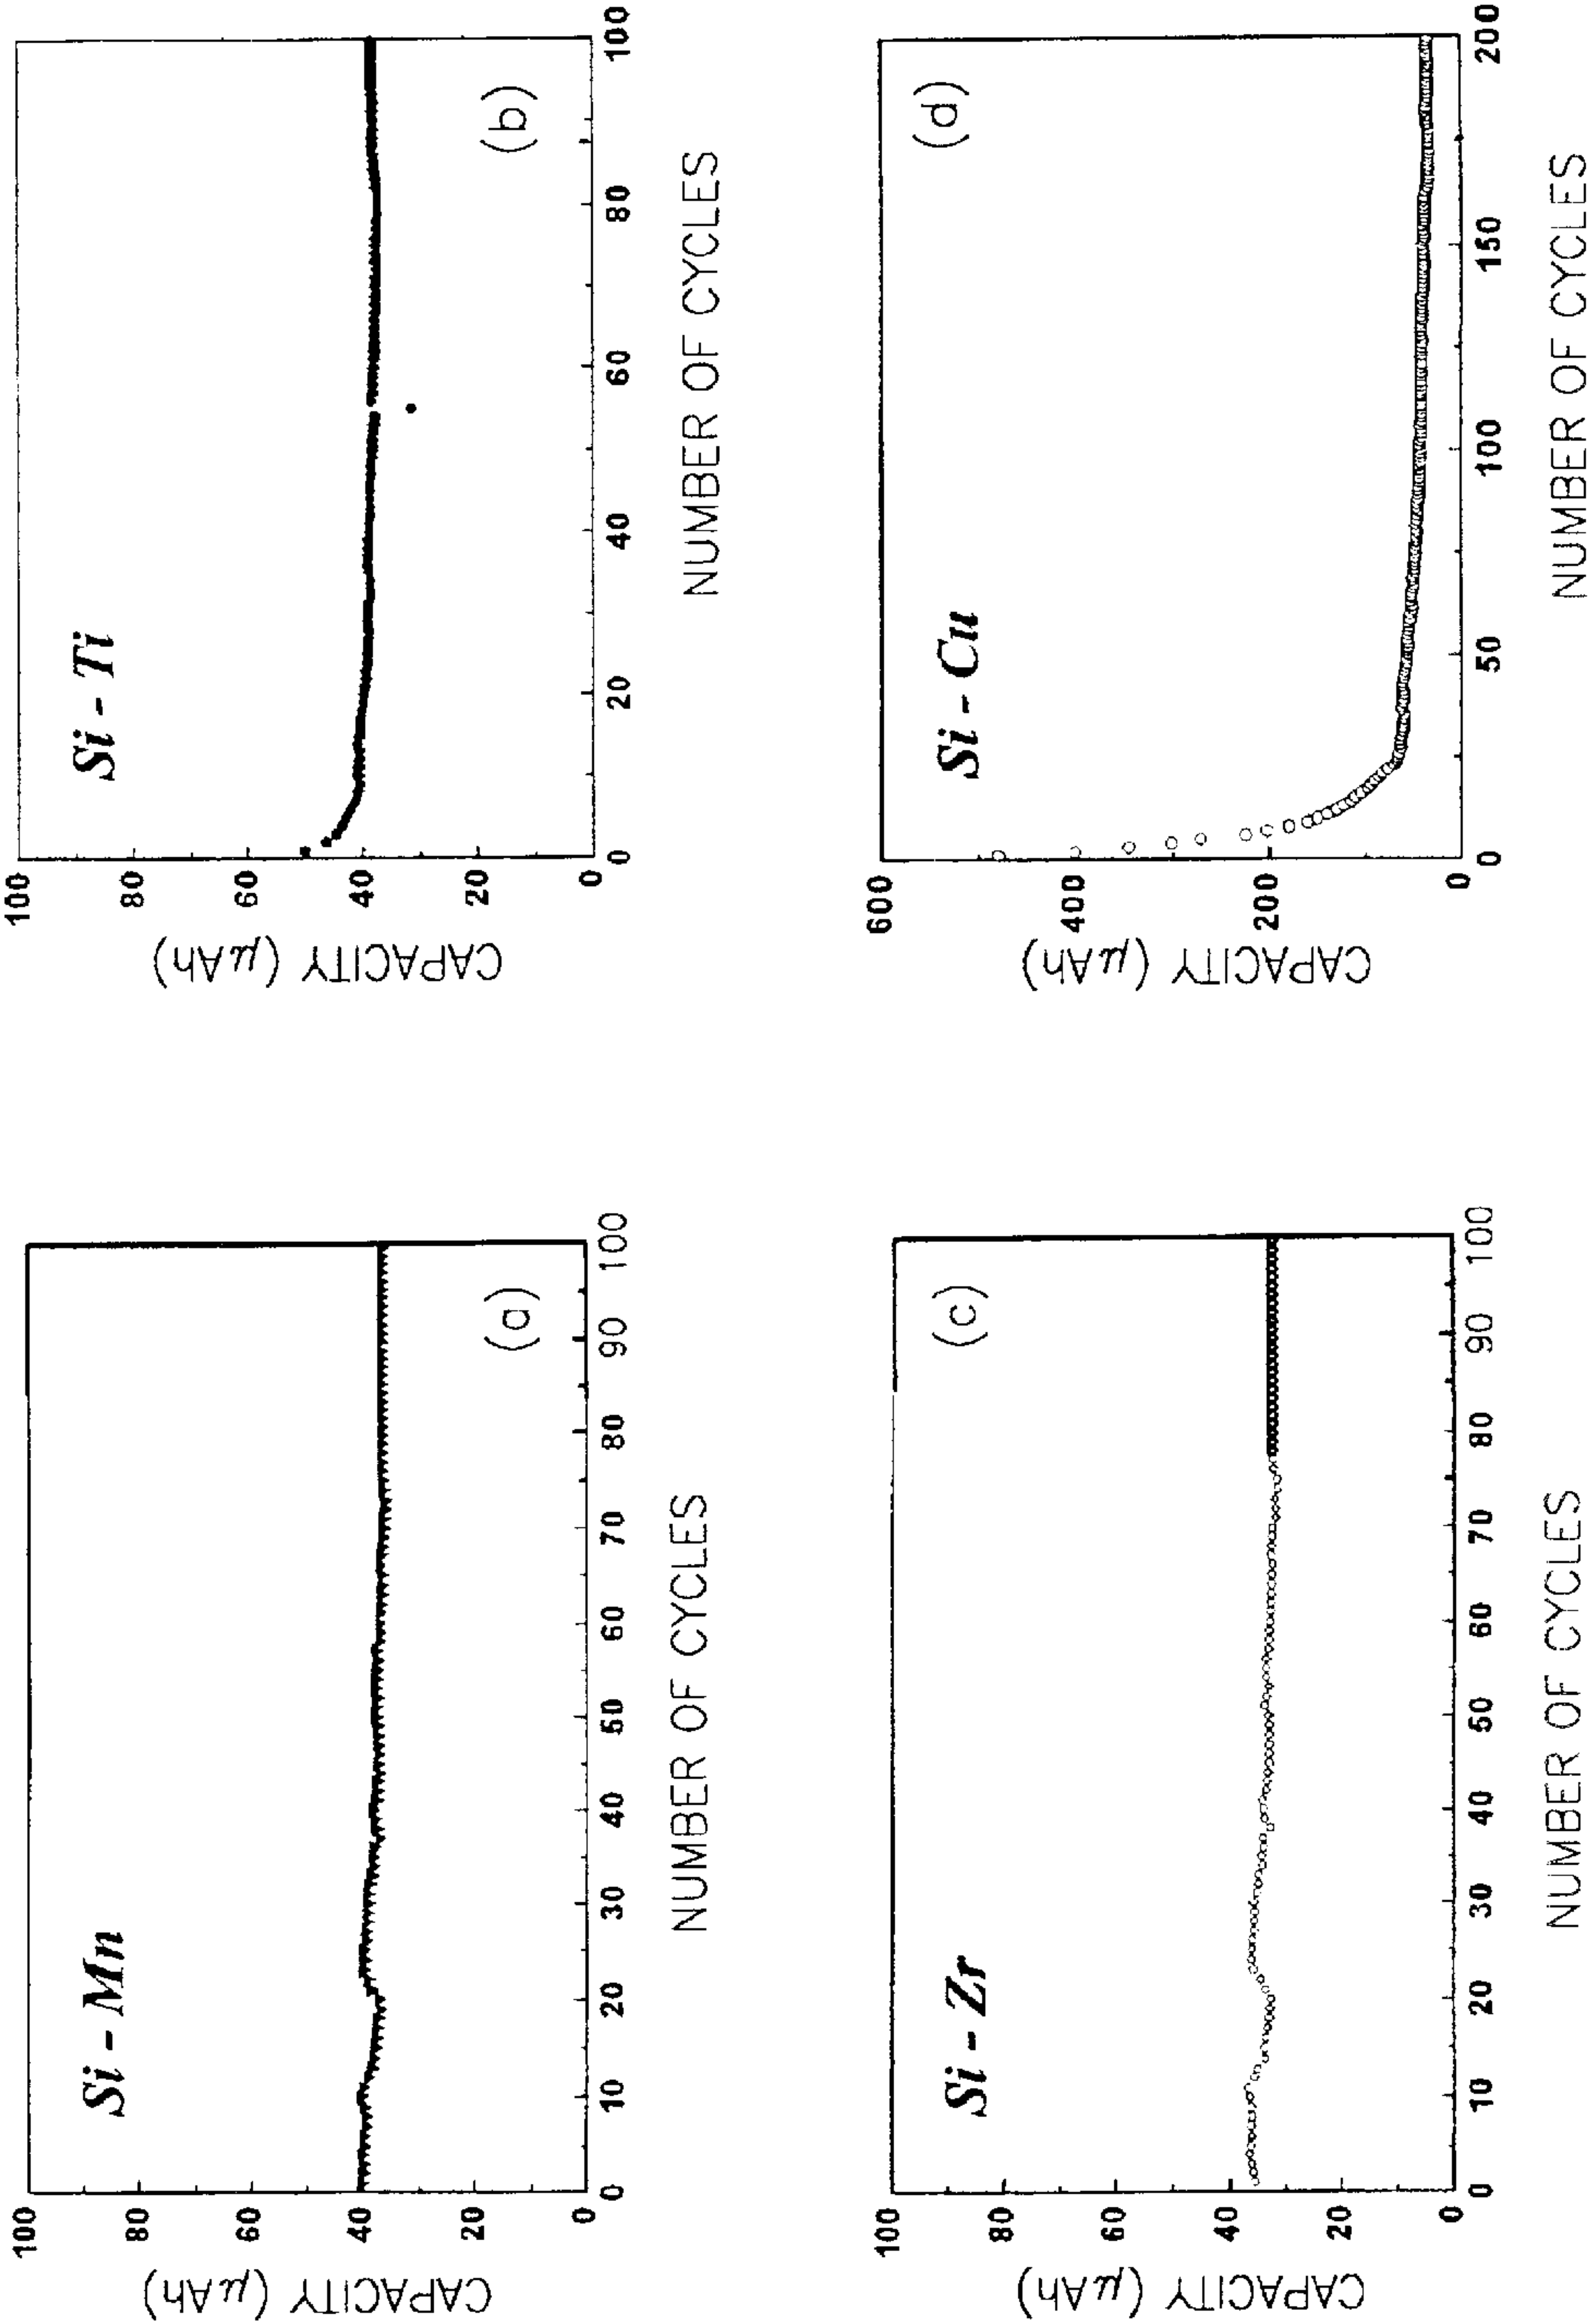 Si - Mn
(a)
CAPACITY (μAh)
100
80
60
40
20
0
0 10 20 30 40 50 60 70 80 90 100
NUMBER OF CYCLES
Si - Ti
(b)
CAPACITY (μAh)
100
80
60
40
20
0
0 20 40 60 80 100
NUMBER OF CYCLES
Si - Zr
(c)
CAPACITY (μAh)
100
80
60
40
20
0
0 10 20 30 40 50 60 70 80 90 100
NUMBER OF CYCLES
Si - Cu
(d)
CAPACITY (μAh)
600
400
200
0
0 50 100 150 200
NUMBER OF CYCLES